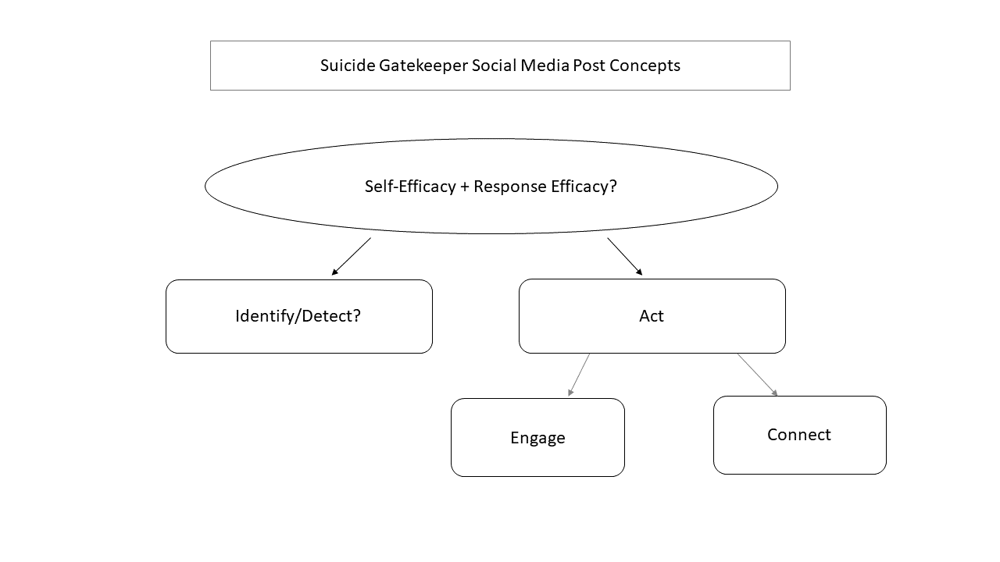 Suicide Gatekeeper Social Media Post Concepts
Self-Efficacy + Response Efficacy?
Identify/Detect?
Act
Engage
Connect